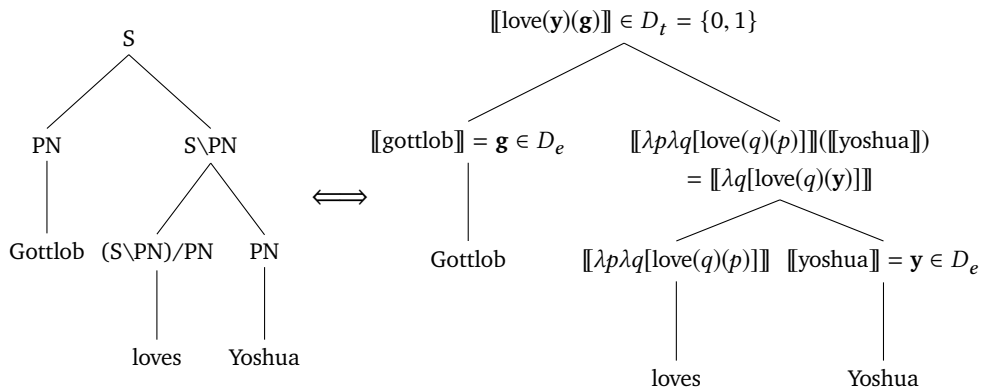 S
PN S\PN
Gottlob (S\PN)/PN PN
loves Yoshua
⟺
⟦love(y)(g)⟧ ∈ D_t = {0, 1}
⟦gottlob⟧ = g ∈ D_e ⟦λpλq[love(q)(p)]⟧(⟦yoshua⟧)
= ⟦λq[love(q)(y)]⟧
Gottlob ⟦λpλq[love(q)(p)]⟧ ⟦yoshua⟧ = y ∈ D_e
loves Yoshua